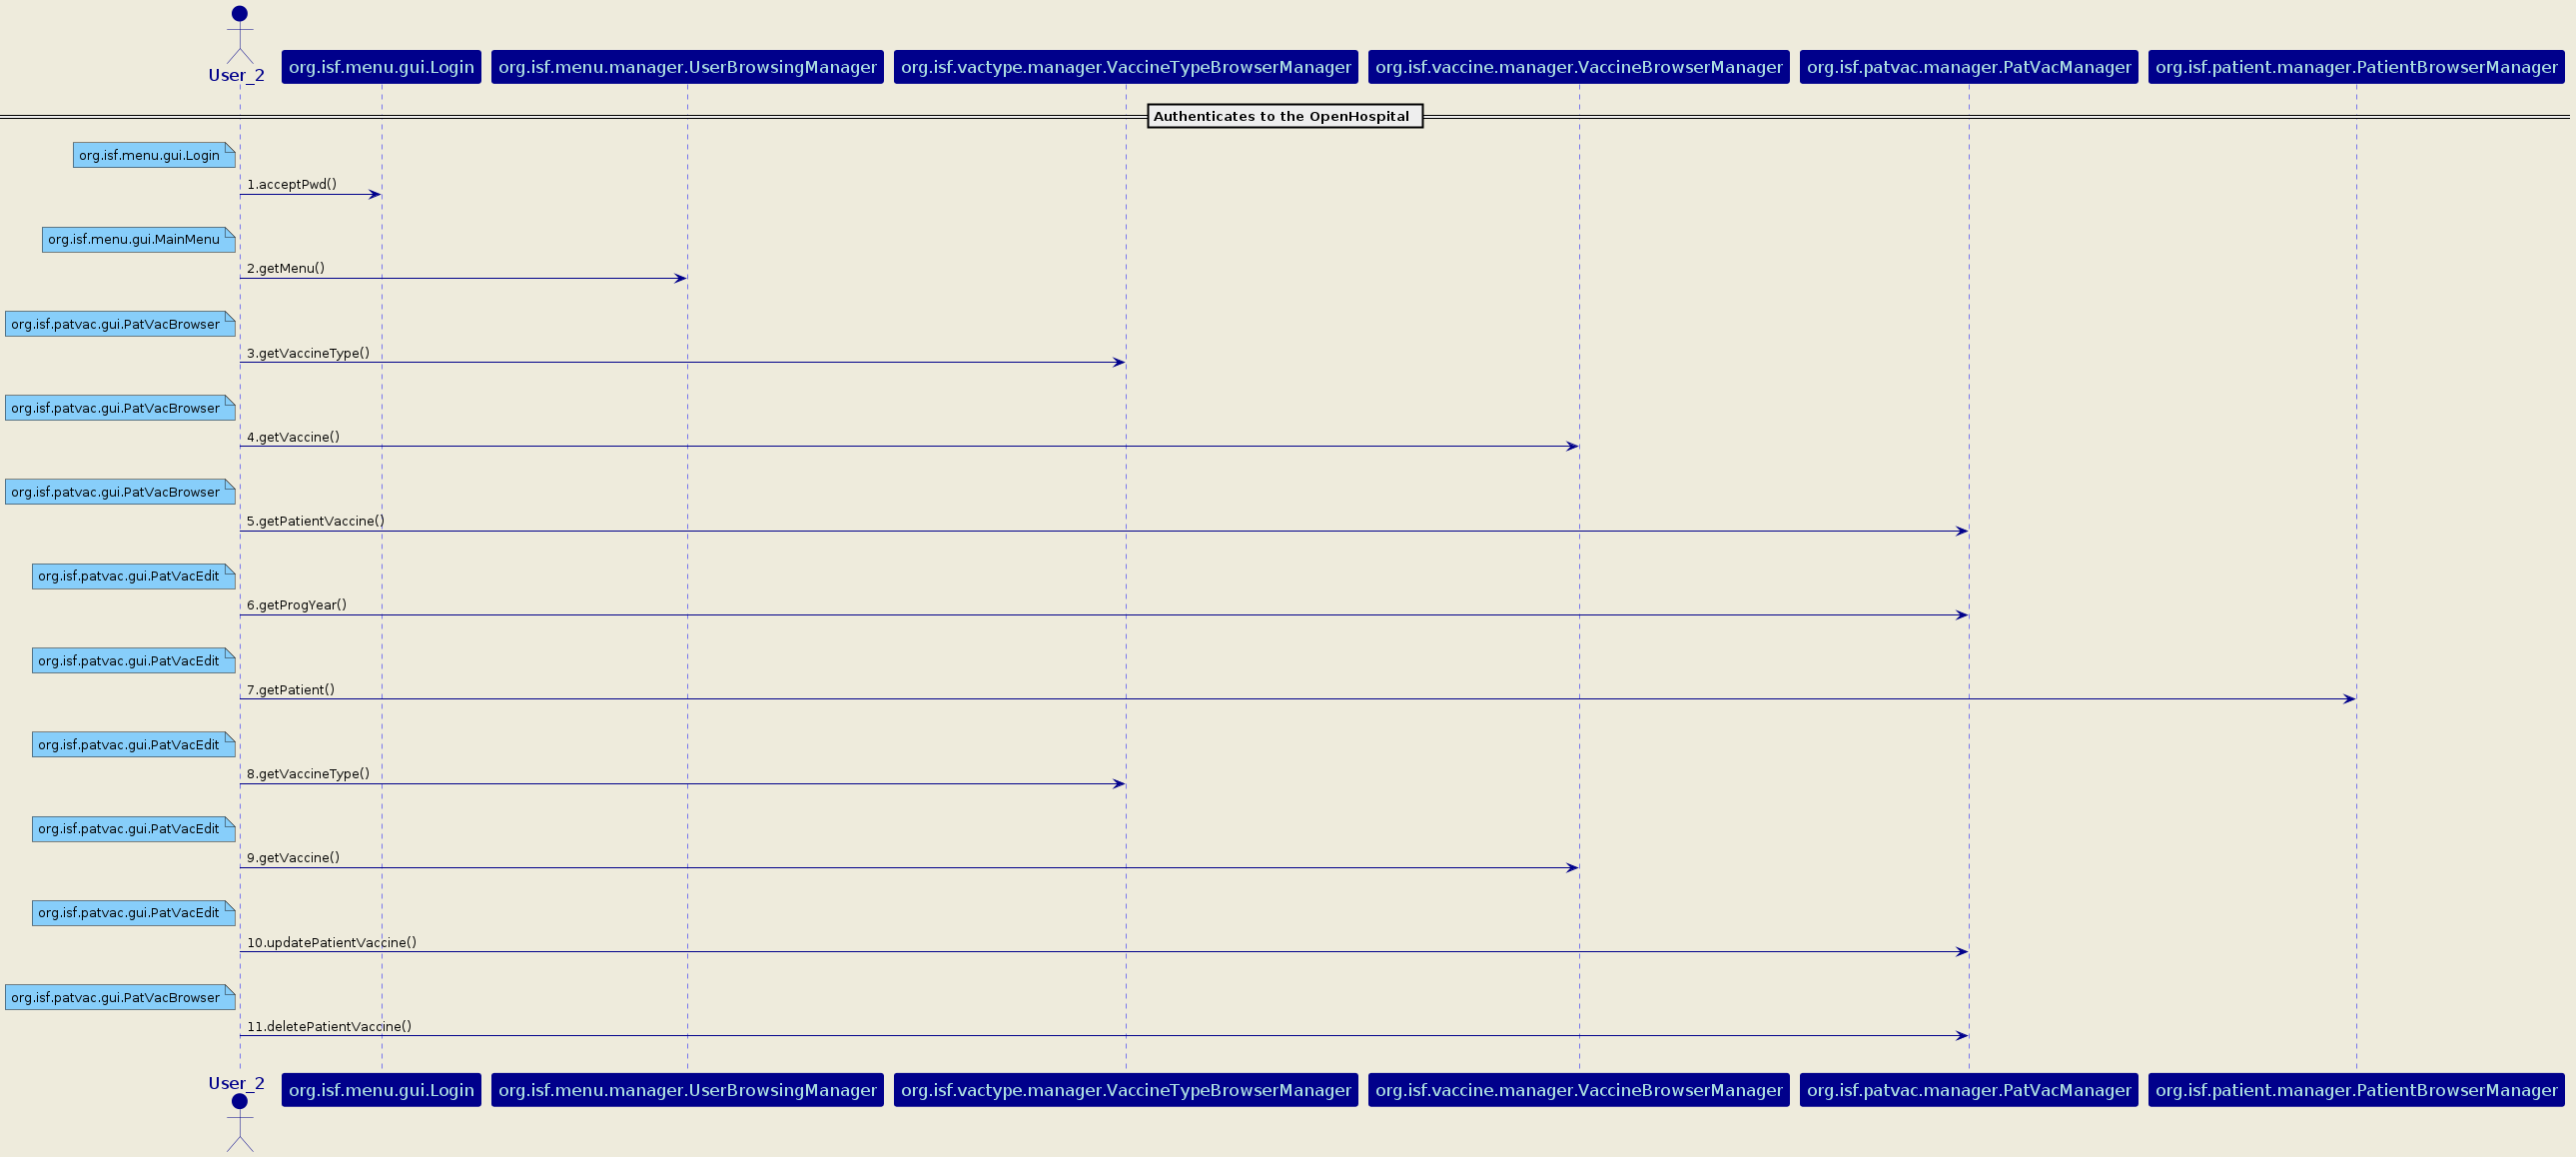 User_2
org.isf.menu.gui.Login
org.isf.menu.manager.UserBrowsingManager
org.isf.vactype.manager.VaccineTypeBrowserManager
org.isf.vaccine.manager.VaccineBrowserManager
org.isf.patvac.manager.PatVacManager
org.isf.patient.manager.PatientBrowserManager
Authenticates to the OpenHospital
org.isf.menu.gui.Login
1.acceptPwd()
org.isf.menu.gui.MainMenu
2.getMenu()
org.isf.patvac.gui.PatVacBrowser
3.getVaccineType()
org.isf.patvac.gui.PatVacBrowser
4.getVaccine()
org.isf.patvac.gui.PatVacBrowser
5.getPatientVaccine()
org.isf.patvac.gui.PatVacEdit
6.getProgYear()
org.isf.patvac.gui.PatVacEdit
7.getPatient()
org.isf.patvac.gui.PatVacEdit
8.getVaccineType()
org.isf.patvac.gui.PatVacEdit
9.getVaccine()
org.isf.patvac.gui.PatVacEdit
10.updatePatientVaccine()
org.isf.patvac.gui.PatVacBrowser
11.deletePatientVaccine()
User_2
org.isf.menu.gui.Login
org.isf.menu.manager.UserBrowsingManager
org.isf.vactype.manager.VaccineTypeBrowserManager
org.isf.vaccine.manager.VaccineBrowserManager
org.isf.patvac.manager.PatVacManager
org.isf.patient.manager.PatientBrowserManager